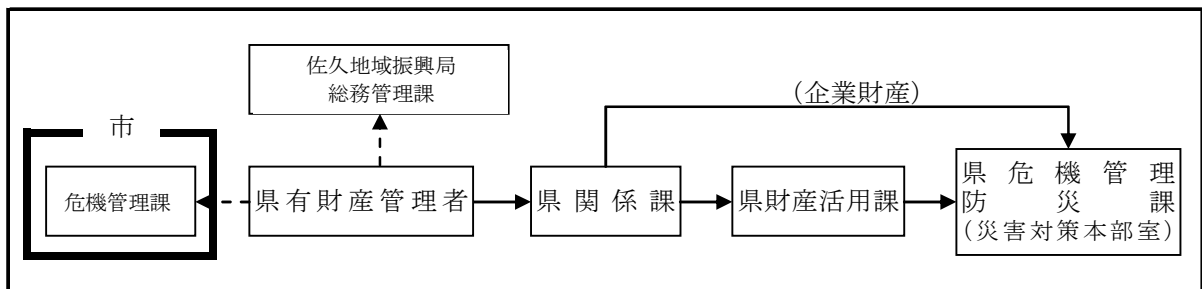 佐久地域振興局
総務管理課
(企業財産)
市
危機管理課
県有財産管理者
県関係課
県財産活用課
県危機管理
防災課
(災害対策本部室)